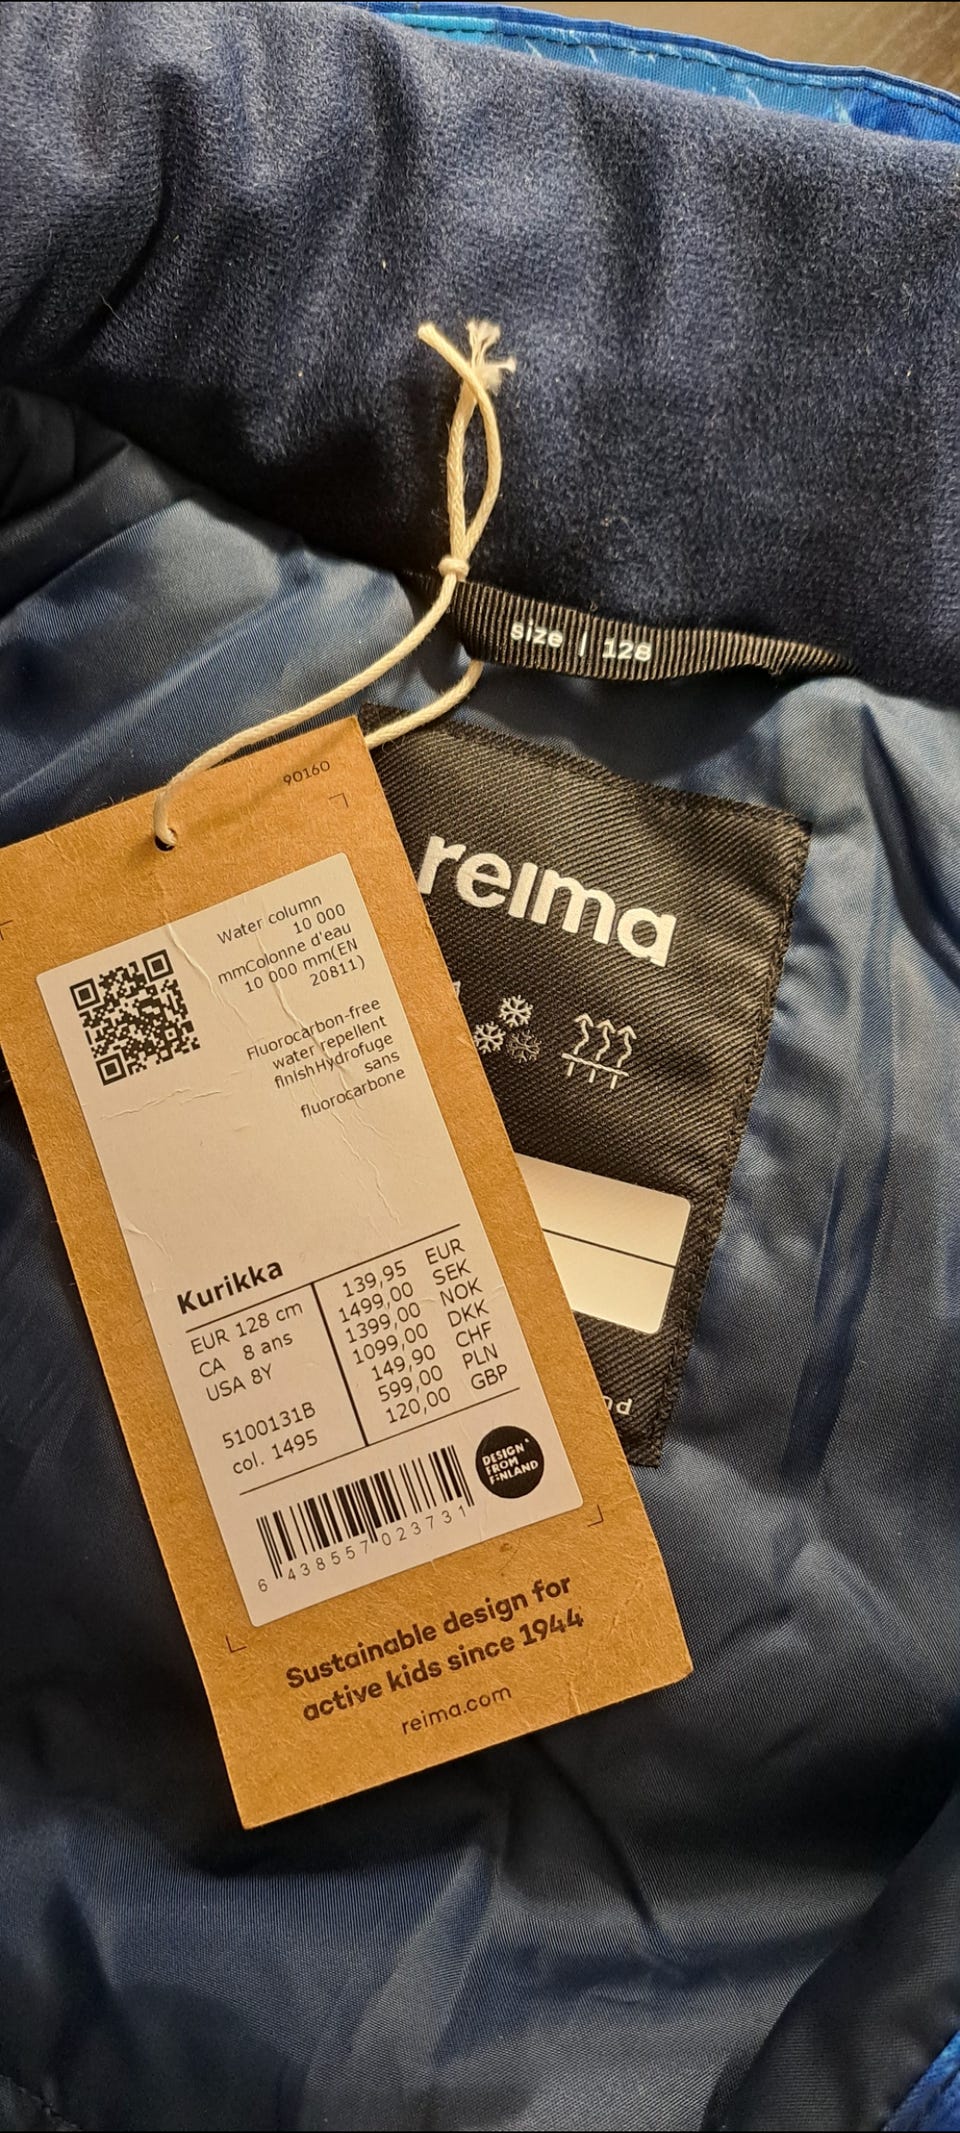 size | 128
reima
90160
Water column
10 000
mmColonne d'eau
10 000 mm(EN
20811)
Fluorocarbon-free
water repellent
finishHydrofuge
sans
fluorocarbone
Kurikka
EUR 128 cm
CA 8 ans
USA 8Y
5100131B
col. 1495
139,95 EUR
1499,00 SEK
1399,00 NOK
1099,00 DKK
149,90 CHF
599,00 PLN
120,00 GBP
DESIGN
FROM
FINLAND
6 438557 023731
Sustainable design for
active kids since 1944
reima.com